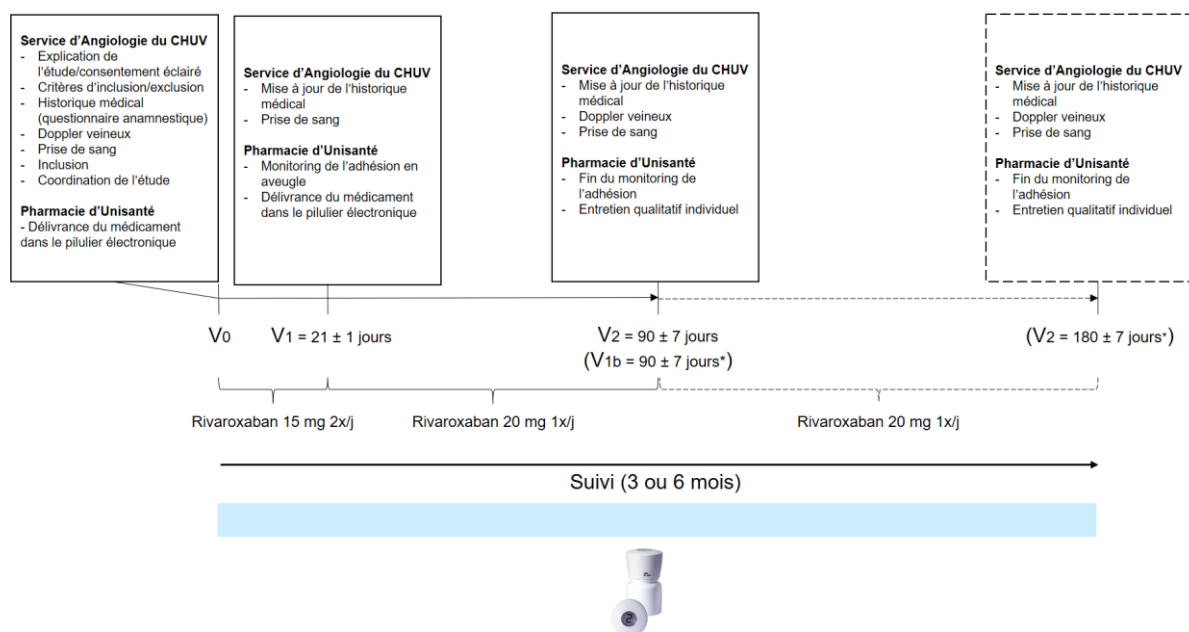 Service d'Angiologie du CHUV
- Explication de
l'étude/consentement éclairé
- Critères d'inclusion/exclusion
- Historique médical
(questionnaire anamnestique)
- Doppler veineux
- Prise de sang
- Inclusion
- Coordination de l'étude
Pharmacie d'Unisanté
- Délivrance du médicament
dans le pilulier électronique
Service d'Angiologie du CHUV
- Mise à jour de l'historique
médical
- Prise de sang
Pharmacie d'Unisanté
- Monitoring de l'adhésion en
aveugle
- Délivrance du médicament
dans le pilulier électronique
Service d'Angiologie du CHUV
- Mise à jour de l'historique
médical
- Doppler veineux
- Prise de sang
Pharmacie d'Unisanté
- Fin du monitoring de
l'adhésion
- Entretien qualitatif individuel
Service d'Angiologie du CHUV
- Mise à jour de l'historique
médical
- Doppler veineux
- Prise de sang
Pharmacie d'Unisanté
- Fin du monitoring de
l'adhésion
- Entretien qualitatif individuel
V0
V1 = 21 ± 1 jours
V2 = 90 ± 7 jours
(V1b = 90 ± 7 jours*)
(V2 = 180 ± 7 jours*)
Rivaroxaban 15 mg 2x/j
Rivaroxaban 20 mg 1x/j
Rivaroxaban 20 mg 1x/j
Suivi (3 ou 6 mois)
2